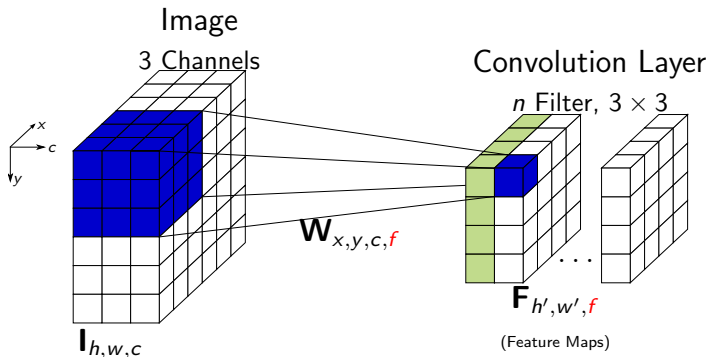 Image
3 Channels
Convolution Layer
n Filter, 3 × 3
x
c
y
W_{x,y,c,f}
. . .
I_{h,w,c}
F_{h′,w′,f}
(Feature Maps)